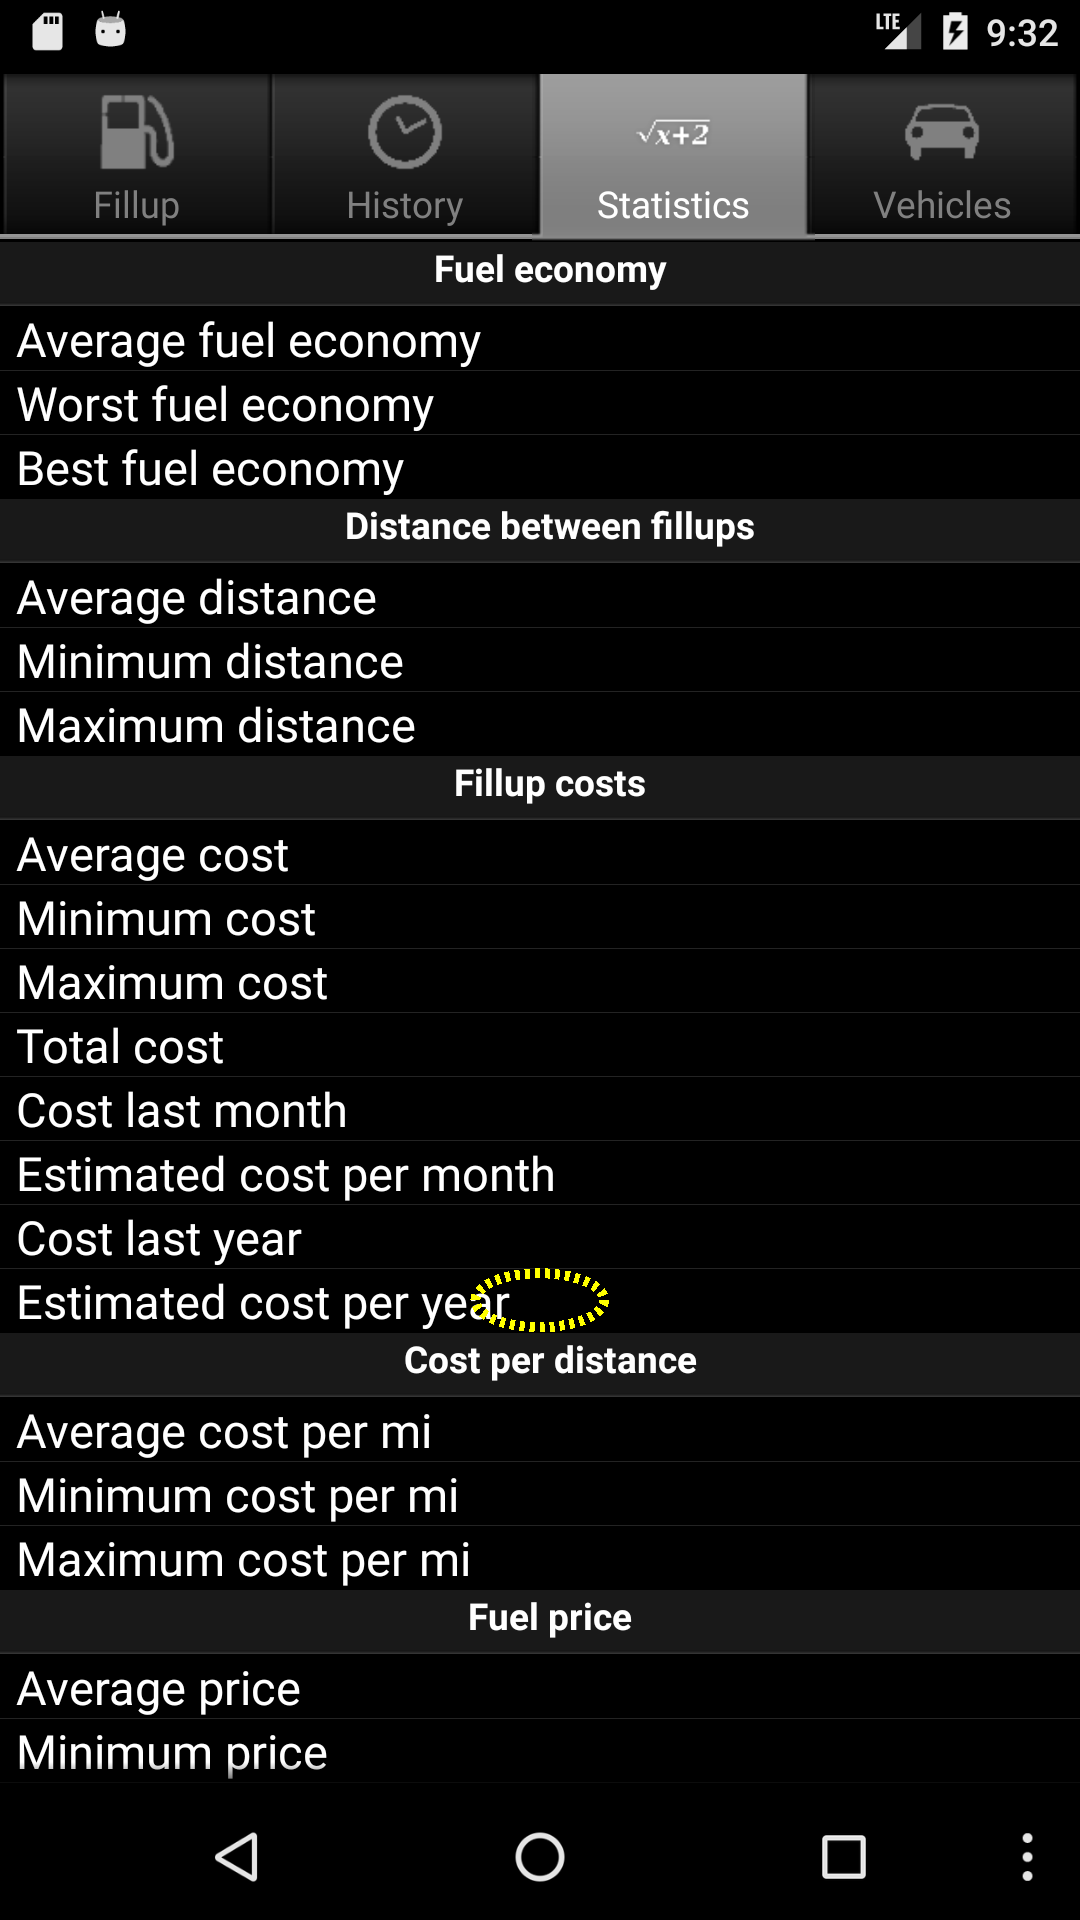 LTE 9:32
√x+2
Fillup History Statistics Vehicles
Fuel economy
Average fuel economy
Worst fuel economy
Best fuel economy
Distance between fillups
Average distance
Minimum distance
Maximum distance
Fillup costs
Average cost
Minimum cost
Maximum cost
Total cost
Cost last month
Estimated cost per month
Cost last year
Estimated cost per year
Cost per distance
Average cost per mi
Minimum cost per mi
Maximum cost per mi
Fuel price
Average price
Minimum price